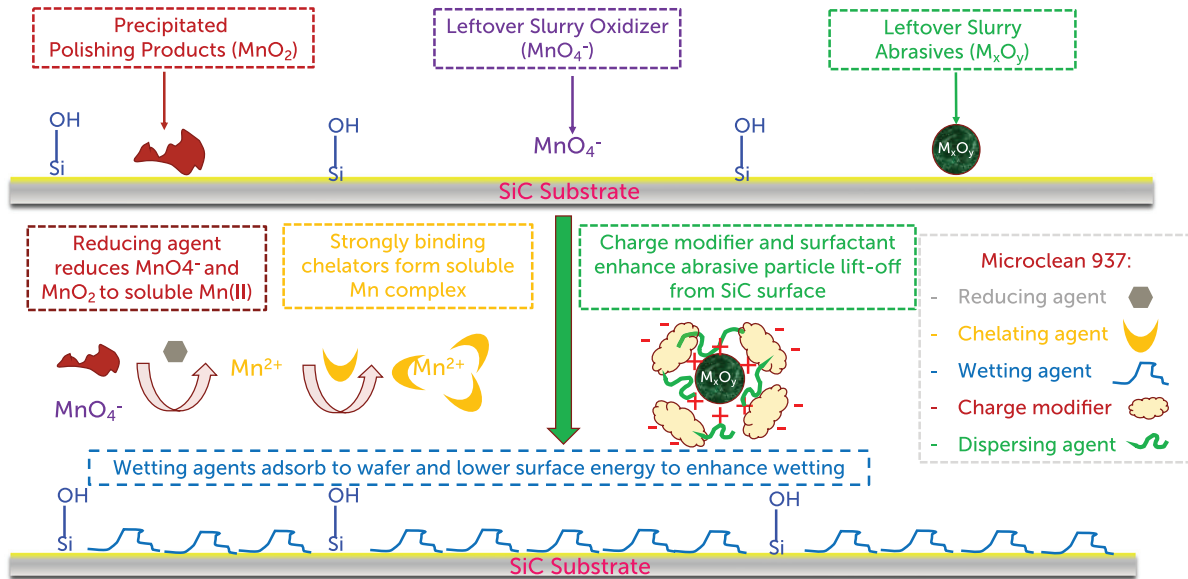 Precipitated
Polishing Products (MnO₂)
Leftover Slurry Oxidizer
(MnO₄⁻)
Leftover Slurry
Abrasives (MₓOᵧ)
OH
Si
OH
Si
MnO₄⁻
OH
Si
MₓOᵧ
SiC Substrate
Reducing agent
reduces MnO4⁻ and
MnO₂ to soluble Mn(II)
Strongly binding
chelators form soluble
Mn complex
Charge modifier and surfactant
enhance abrasive particle lift-off
from SiC surface
Microclean 937:
- Reducing agent
- Chelating agent
- Wetting agent
- Charge modifier
- Dispersing agent
MnO₄⁻
Mn²⁺
Mn²⁺
MₓOᵧ
Wetting agents adsorb to wafer and lower surface energy to enhance wetting
OH
Si
OH
Si
OH
Si
SiC Substrate